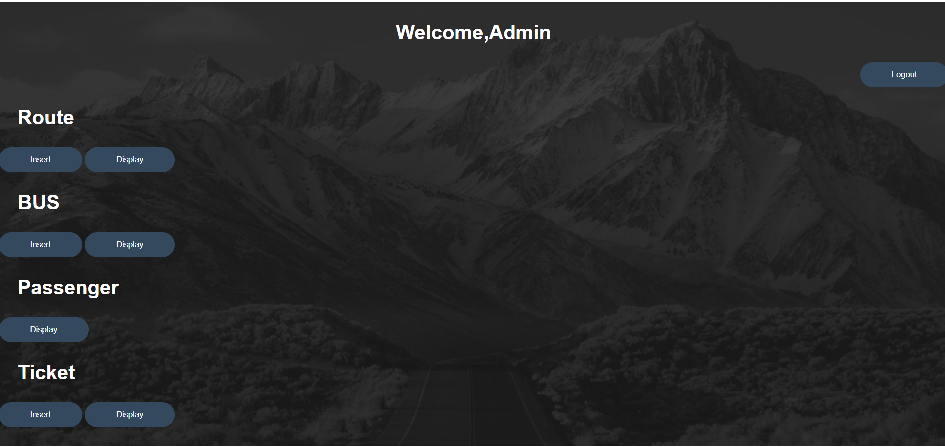 Welcome,Admin
Logout
Route
Insert Display
BUS
Insert Display
Passenger
Display
Ticket
Insert Display